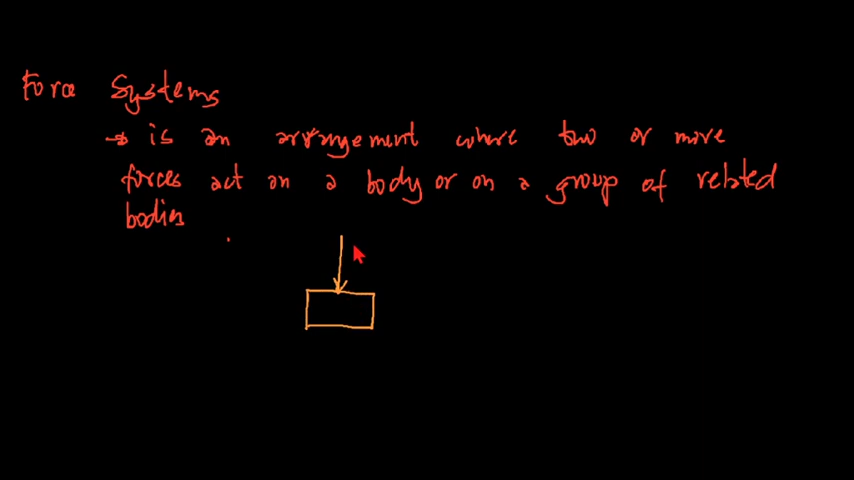 Force Systems
→ is an arrangement where two or more
forces act on a body or on a group of related
bodies